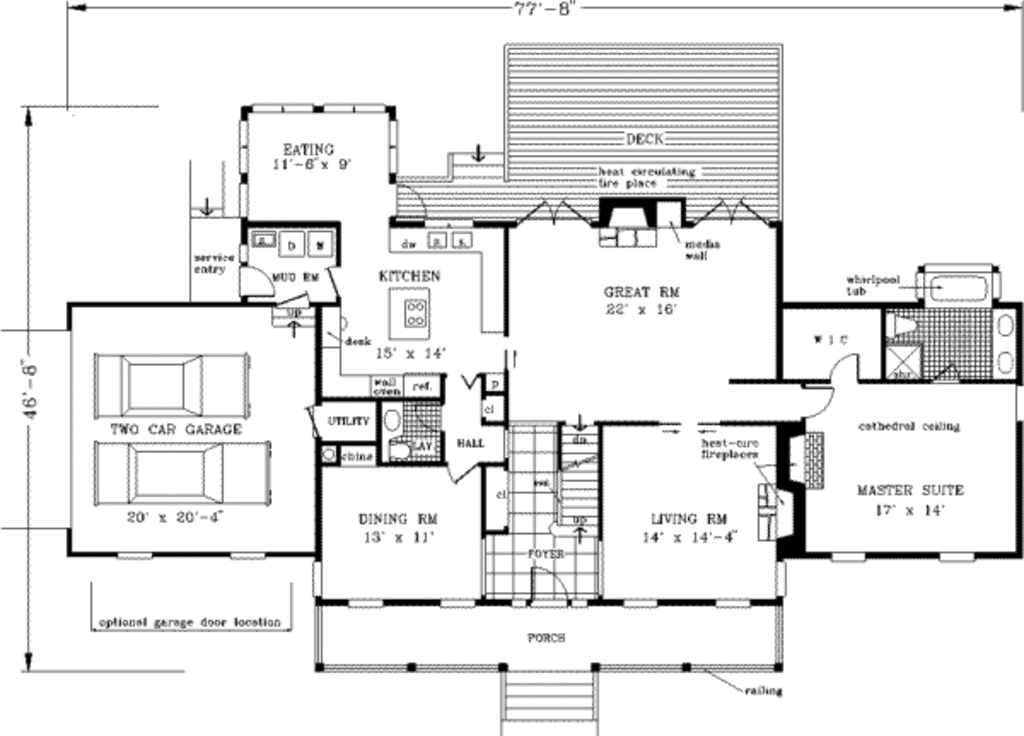 77'-8"
EATING
11'-6" x 9'
DECK
heat circulating
fire place
service
entry
D
W
MUD RM
dw
KITCHEN
media
wall
whirlpool
tub
GREAT RM
22' x 16'
up
desk
15' x 14'
W I C
shr
46'-8"
wall
oven
ref.
p
cl
UTILITY
LAV
HALL
dn
cathedral ceiling
TWO CAR GARAGE
heat-circ
fireplaces
china
MASTER SUITE
17' x 14'
cl
20' x 20'-4"
DINING RM
13' x 11'
up
LIVING RM
14' x 14'-4"
FOYER
optional garage door location
PORCH
railing